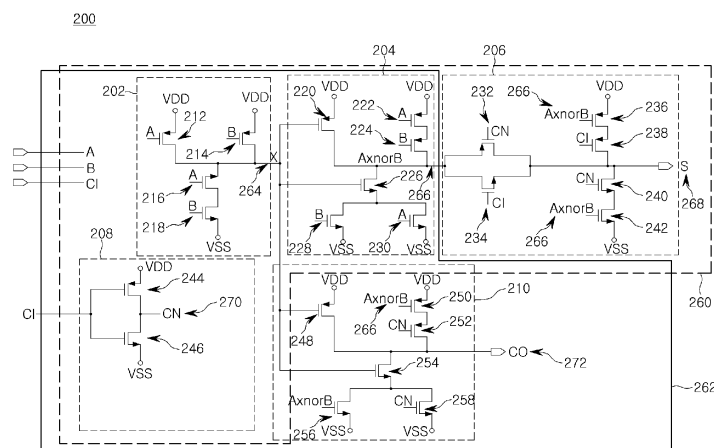 200
204
206
202
VDD
VDD
212
A
B
214
X
264
A
216
B
218
VSS
220
VDD
VDD
222
A
224
B
AxnorB
226
266
B
A
228
VSS
230
VSS
232
CN
CI
234
VDD
266
AxnorB
236
CI
238
S
268
CN
240
AxnorB
266
242
VSS
A
B
CI
208
VDD
244
CI
CN
270
246
VSS
210
260
VDD
VDD
AxnorB
250
266
CN
252
248
CO
272
254
AxnorB
CN
258
256
VSS
VSS
262